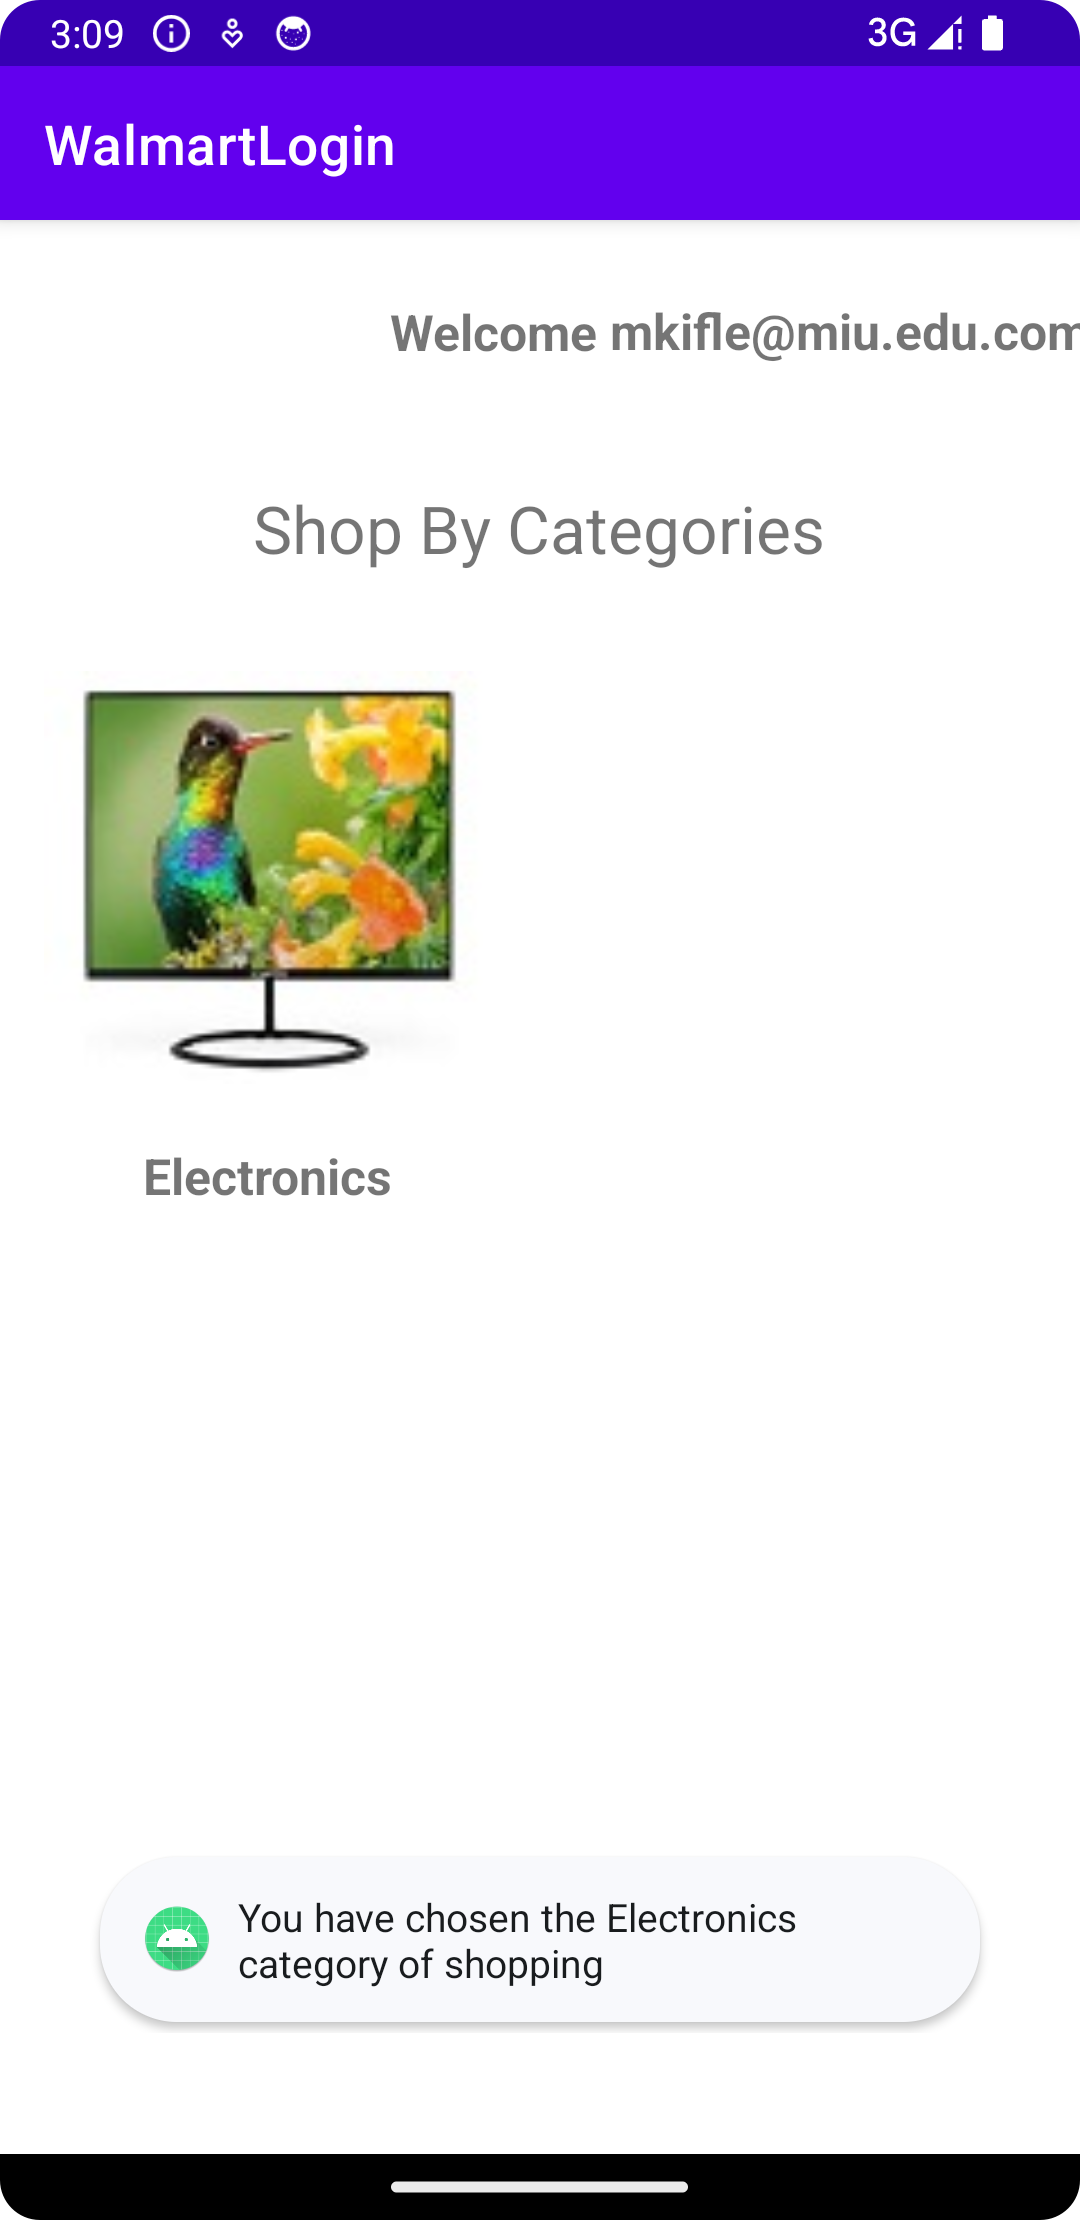 3:09 3G
WalmartLogin
Welcome mkifle@miu.edu.com
Shop By Categories
Electronics
You have chosen the Electronics
category of shopping